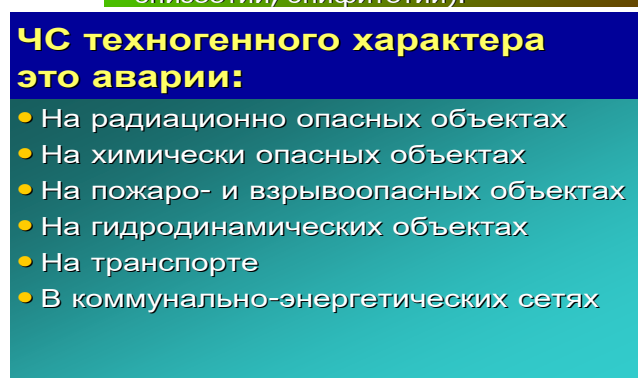 ЧС техногенного характера
это аварии:
На радиационно опасных объектах
На химически опасных объектах
На пожаро- и взрывоопасных объектах
На гидродинамических объектах
На транспорте
В коммунально-энергетических сетях